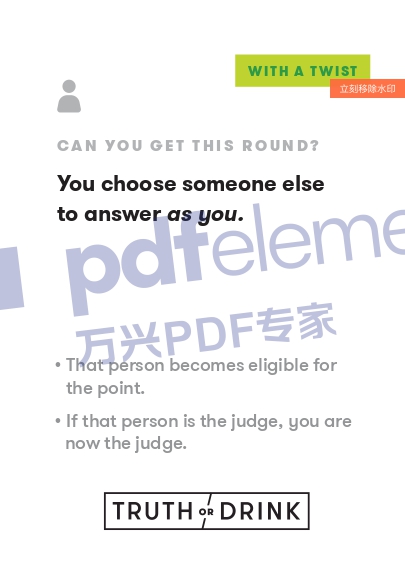 WITH A TWIST
立刻移除水印
CAN YOU GET THIS ROUND?
You choose someone else
to answer as you.
pdfeleme
万兴PDF专家
• That person becomes eligible for
the point.
• If that person is the judge, you are
now the judge.
TRUTH OR DRINK